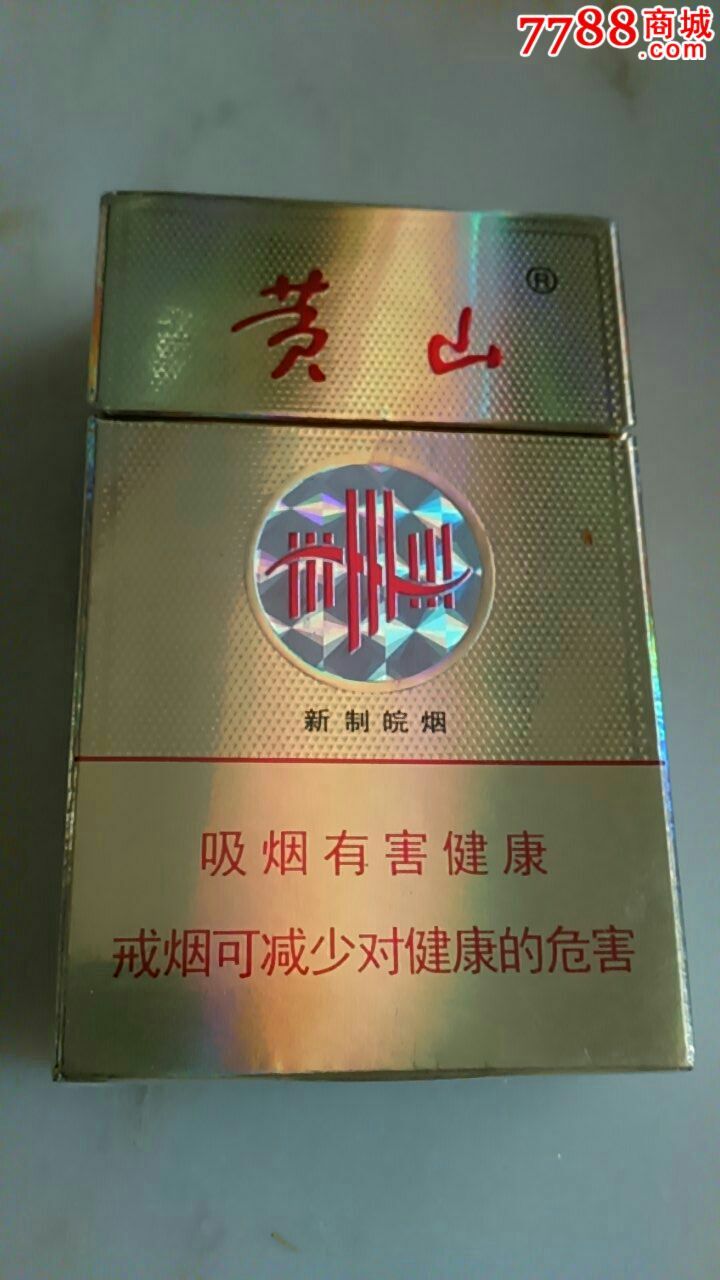 7788商城
.com
黄山®
新制皖烟
吸烟有害健康
戒烟可减少对健康的危害